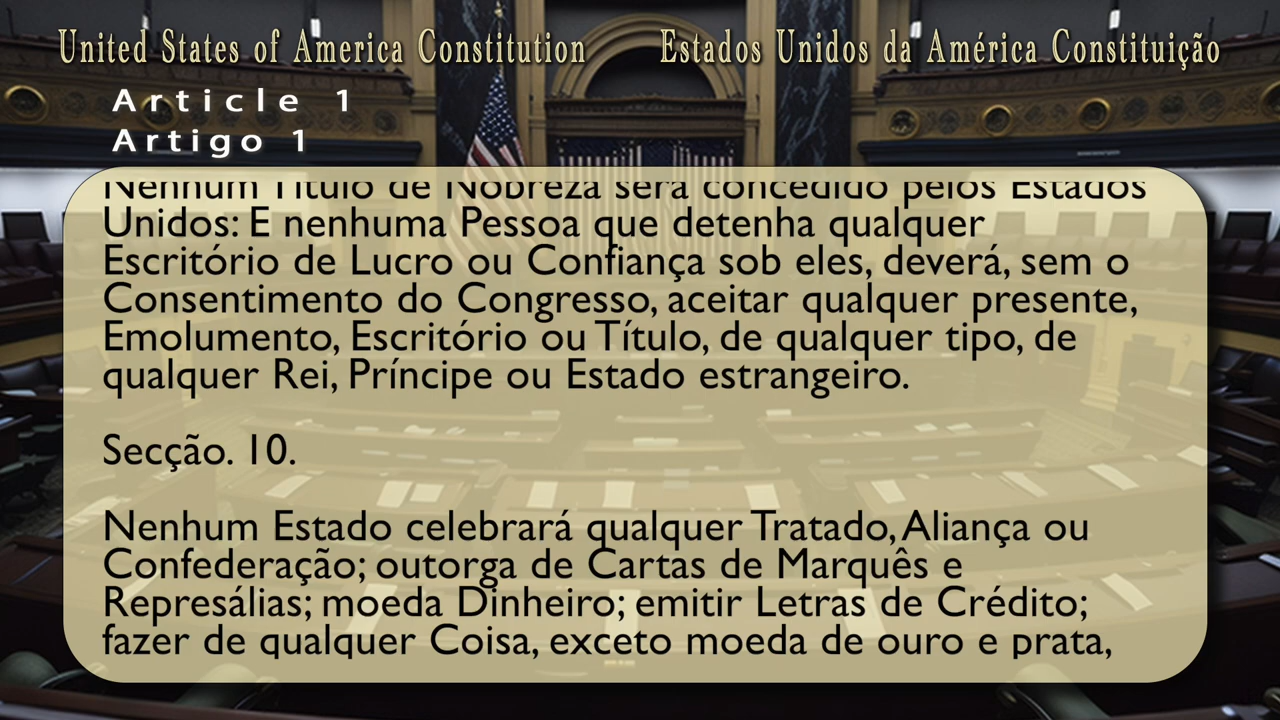 United States of America Constitution
Estados Unidos da América Constituição
Article 1
Artigo 1
Nenhum Título de Nobreza será concedido pelos Estados
Unidos: E nenhuma Pessoa que detenha qualquer
Escritório de Lucro ou Confiança sob eles, deverá, sem o
Consentimento do Congresso, aceitar qualquer presente,
Emolumento, Escritório ou Título, de qualquer tipo, de
qualquer Rei, Príncipe ou Estado estrangeiro.
Secção. 10.
Nenhum Estado celebrará qualquer Tratado, Aliança ou
Confederação; outorga de Cartas de Marquês e
Represálias; moeda Dinheiro; emitir Letras de Crédito;
fazer de qualquer Coisa, exceto moeda de ouro e prata,